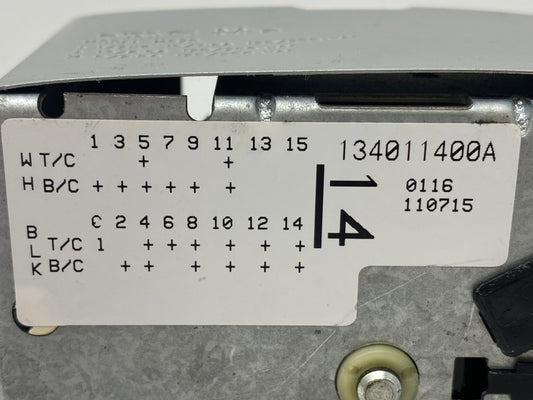 1 3 5 7 9 11 13 15
W T/C + +
H B/C + + + + + +
B C 2 4 6 8 10 12 14
L T/C 1 + + + + + +
K B/C + + + + + +
134011400A
0116
110715
14